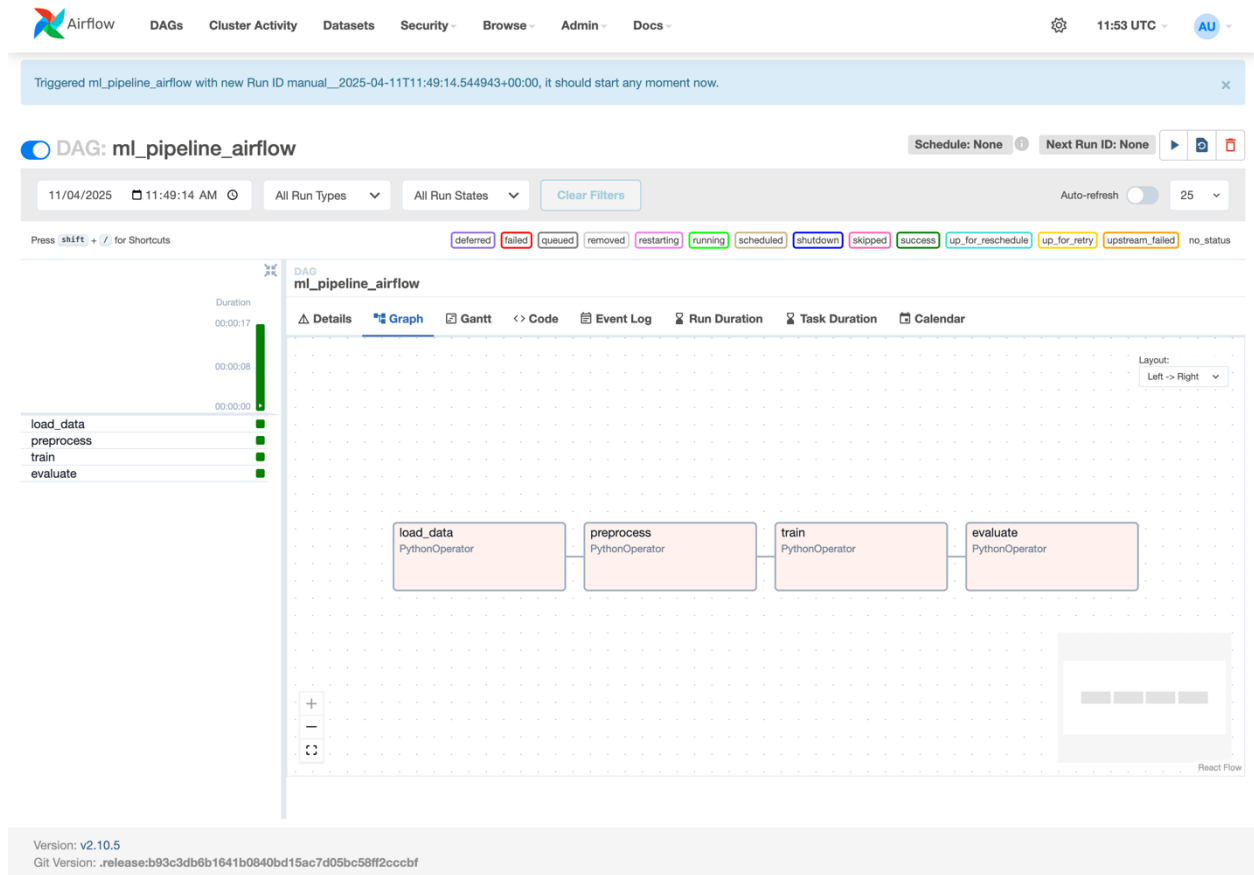 Airflow DAGs Cluster Activity Datasets Security Browse Admin Docs 11:53 UTC AU
Triggered ml_pipeline_airflow with new Run ID manual__2025-04-11T11:49:14.544943+00:00, it should start any moment now. ×
DAG: ml_pipeline_airflow Schedule: None Next Run ID: None
11/04/2025 11:49:14 AM All Run Types All Run States Clear Filters Auto-refresh 25
Press shift + / for Shortcuts deferred failed queued removed restarting running scheduled shutdown skipped success up_for_reschedule up_for_retry upstream_failed no_status
DAG
ml_pipeline_airflow
Duration
00:00:17
00:00:08
00:00:00
load_data
preprocess
train
evaluate
Details Graph Gantt <> Code Event Log Run Duration Task Duration Calendar
Layout:
Left -> Right
load_data
PythonOperator
preprocess
PythonOperator
train
PythonOperator
evaluate
PythonOperator
React Flow
Version: v2.10.5
Git Version: .release:b93c3db6b1641b0840bd15ac7d05bc58ff2cccbf